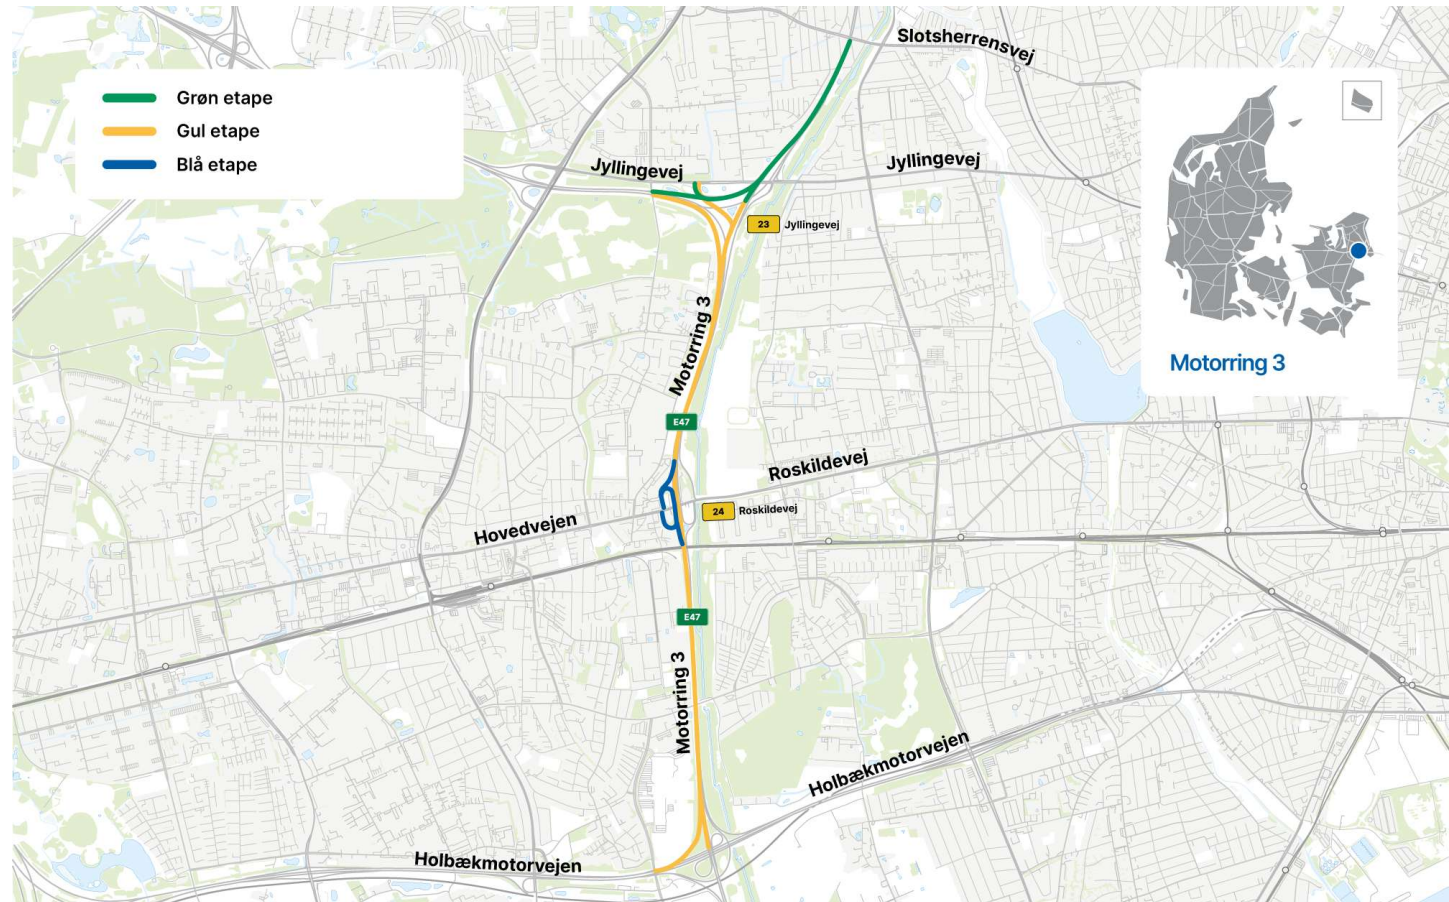 Slotsherrensvej
Grøn etape
Gul etape
Blå etape
Jyllingevej
Jyllingevej
23 Jyllingevej
Motorring 3
Motorring 3
E47
Roskildevej
24 Roskildevej
Hovedvejen
E47
Motorring 3
Holbækmotorvejen
Holbækmotorvejen